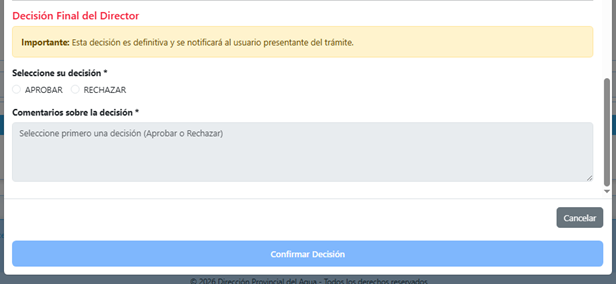 Decisión Final del Director
Importante: Esta decisión es definitiva y se notificará al usuario presentante del trámite.
Seleccione su decisión *
APROBAR RECHAZAR
Comentarios sobre la decisión *
Seleccione primero una decisión (Aprobar o Rechazar)
Cancelar
Confirmar Decisión
© 2026 Dirección Provincial del Agua - Todos los derechos reservados